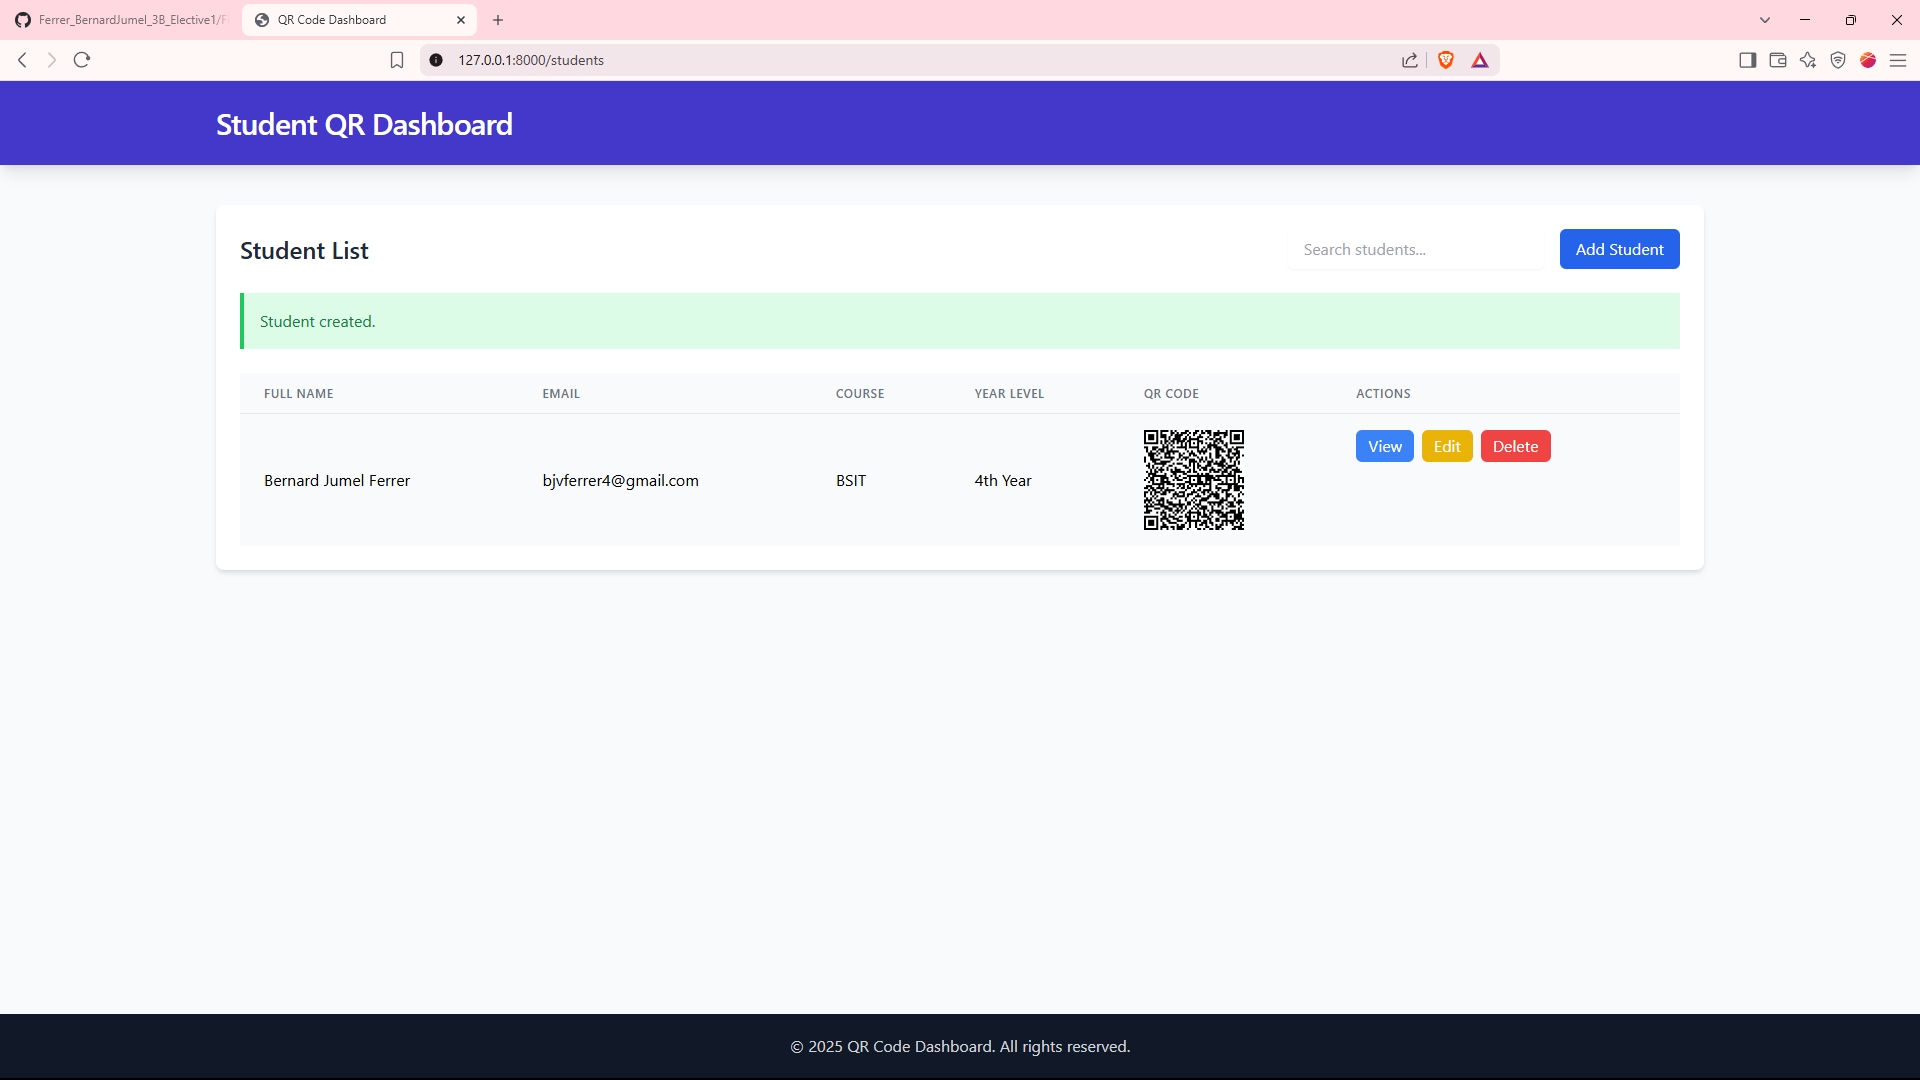 Ferrer_BernardJumel_3B_Elective1/F
QR Code Dashboard
127.0.0.1:8000/students
Student QR Dashboard
Student List
Search students...
Add Student
Student created.
FULL NAME EMAIL COURSE YEAR LEVEL QR CODE ACTIONS
Bernard Jumel Ferrer bjvferrer4@gmail.com BSIT 4th Year View Edit Delete
© 2025 QR Code Dashboard. All rights reserved.